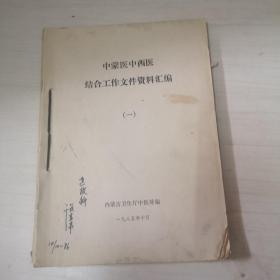 中蒙医中西医
结合工作文件资料汇编
（一）
内蒙古卫生厅中医处编
一九八五年十月